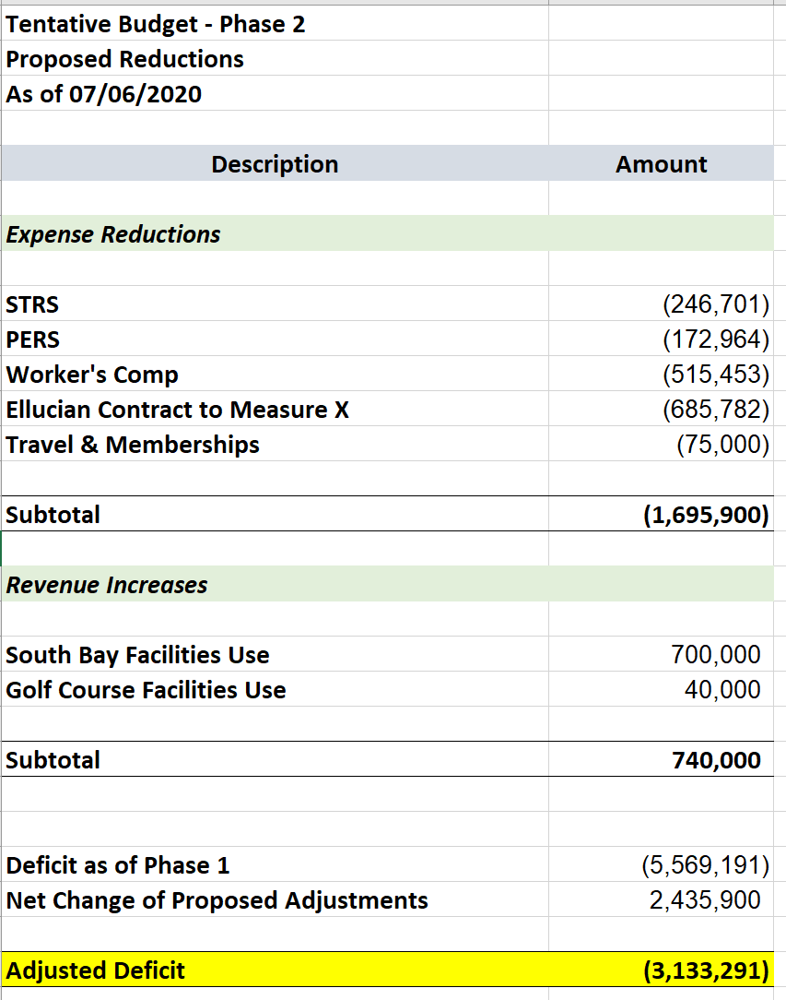 Tentative Budget - Phase 2
Proposed Reductions
As of 07/06/2020
Description Amount
Expense Reductions
STRS (246,701)
PERS (172,964)
Worker's Comp (515,453)
Ellucian Contract to Measure X (685,782)
Travel & Memberships (75,000)
Subtotal (1,695,900)
Revenue Increases
South Bay Facilities Use 700,000
Golf Course Facilities Use 40,000
Subtotal 740,000
Deficit as of Phase 1 (5,569,191)
Net Change of Proposed Adjustments 2,435,900
Adjusted Deficit (3,133,291)